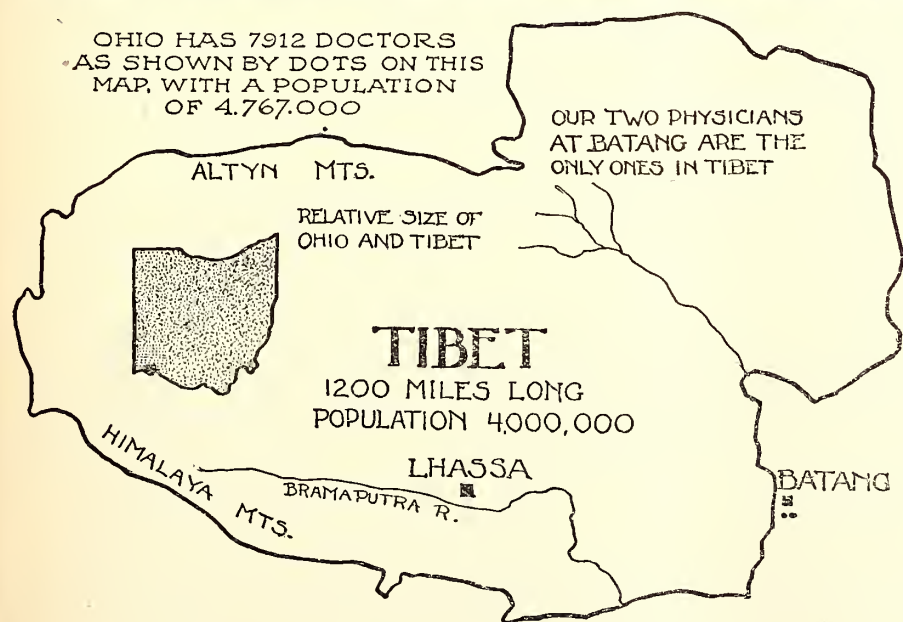 OHIO HAS 7912 DOCTORS
AS SHOWN BY DOTS ON THIS
MAP, WITH A POPULATION
OF 4.767.000
OUR TWO PHYSICIANS
AT BATANG ARE THE
ONLY ONES IN TIBET
ALTYN MTS.
RELATIVE SIZE OF
OHIO AND TIBET
TIBET
1200 MILES LONG
POPULATION 4,000,000
LHASSA
BATANG
HIMALAYA MTS.
BRAMAPUTRA R.